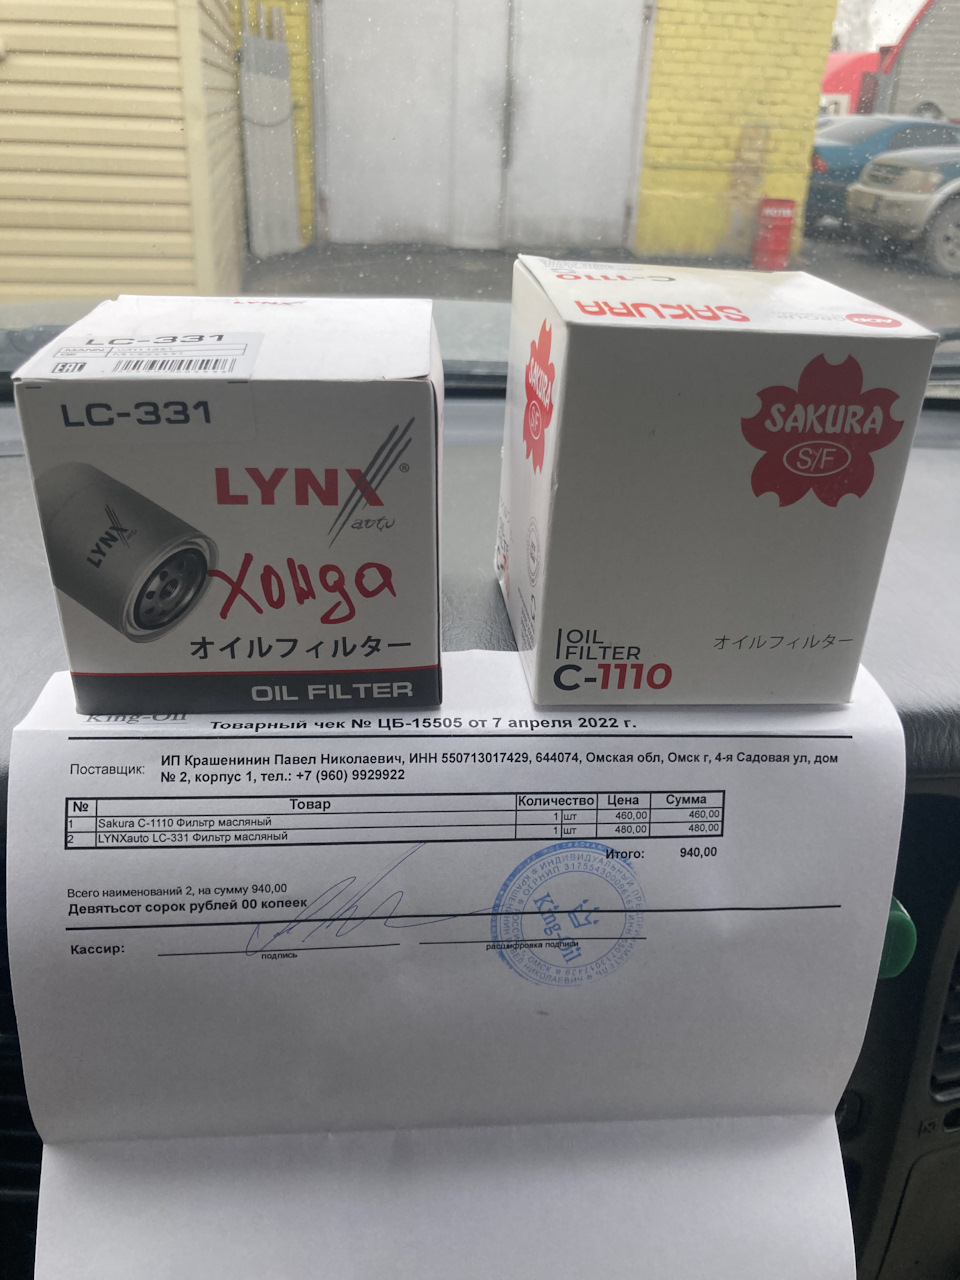 LYNX
LC-331
MANN
OE
EAC
LC-331
LYNX®
auto
LYNX
Хонда
オイルフィルター
OIL FILTER
C-1110
SAKURA
SAKURA
S/F
SAKURA
S/F
OIL
FILTER
C-1110
オイルフィルター
King-Oil
Товарный чек № ЦБ-15505 от 7 апреля 2022 г.
Поставщик: ИП Крашенинин Павел Николаевич, ИНН 550713017429, 644074, Омская обл, Омск г, 4-я Садовая ул, дом
№ 2, корпус 1, тел.: +7 (960) 9929922
№ Товар Количество Цена Сумма
1 Sakura C-1110 Фильтр масляный 1 шт 460,00 460,00
2 LYNXauto LC-331 Фильтр масляный 1 шт 480,00 480,00
Итого: 940,00
Всего наименований 2, на сумму 940,00
Девятьсот сорок рублей 00 копеек
Кассир:
подпись
расшифровка подписи
King-Oil